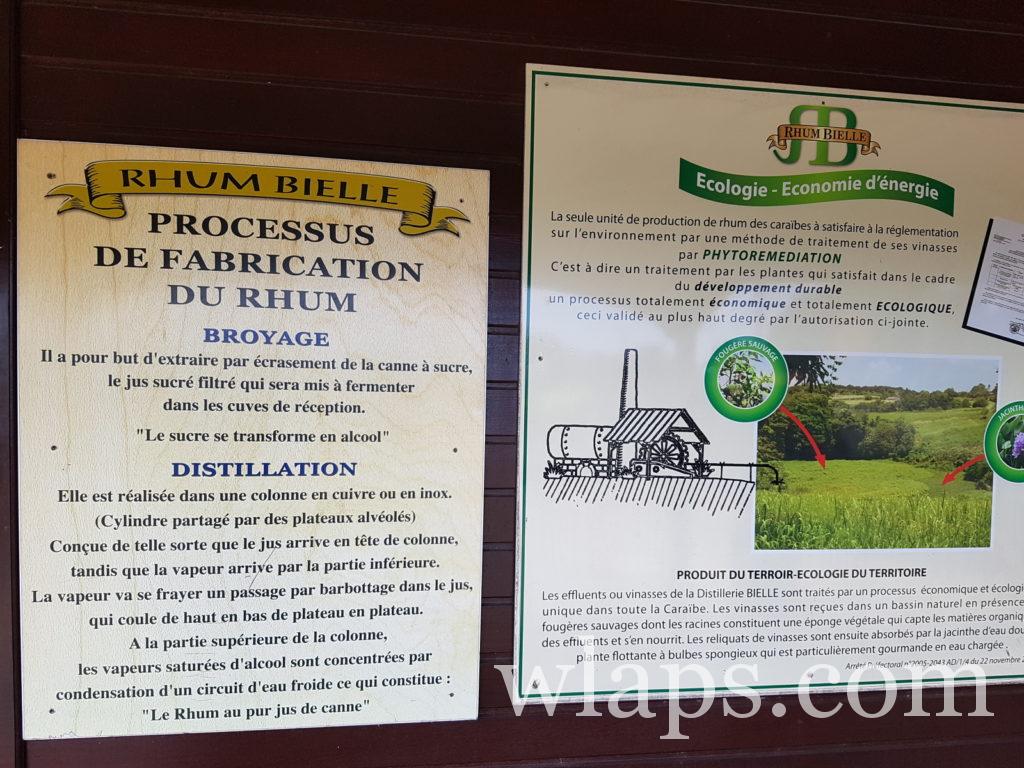 RHUM BIELLE
PROCESSUS
DE FABRICATION
DU RHUM
BROYAGE
Il a pour but d'extraire par écrasement de la canne à sucre,
le jus sucré filtré qui sera mis à fermenter
dans les cuves de réception.
"Le sucre se transforme en alcool"
DISTILLATION
Elle est réalisée dans une colonne en cuivre ou en inox.
(Cylindre partagé par des plateaux alvéolés)
Conçue de telle sorte que le jus arrive en tête de colonne,
tandis que la vapeur arrive par la partie inférieure.
La vapeur va se frayer un passage par barbottage dans le jus,
qui coule de haut en bas de plateau en plateau.
A la partie supérieure de la colonne,
les vapeurs saturées d'alcool sont concentrées par
condensation d'un circuit d'eau froide ce qui constitue :
"Le Rhum au pur jus de canne"
RHUM BIELLE
Ecologie - Economie d'énergie
La seule unité de production de rhum des caraïbes à satisfaire à la réglementation
sur l'environnement par une méthode de traitement de ses vinasses
par PHYTOREMEDIATION
C'est à dire un traitement par les plantes qui satisfait dans le cadre
du développement durable
un processus totalement économique et totalement ECOLOGIQUE,
ceci validé au plus haut degré par l'autorisation ci-jointe.
FOUGÈRE SAUVAGE
PRODUIT DU TERROIR-ECOLOGIE DU TERRITOIRE
Les effluents ou vinasses de la Distillerie BIELLE sont traités par un processus économique et écologi
unique dans toute la Caraïbe. Les vinasses sont reçues dans un bassin naturel en présence
fougères sauvages dont les racines constituent une éponge végétale qui capte les matières organiq
des effluents et s'en nourrit. Les reliquats de vinasses sont ensuite absorbés par la jacinthe d'eau dou
plante flottante à bulbes spongieux qui est particulièrement gourmande en eau chargée.
Arrêté Préfectoral n°2005-2043 AD/1/4 du 22 novembre 2
wlaps.com